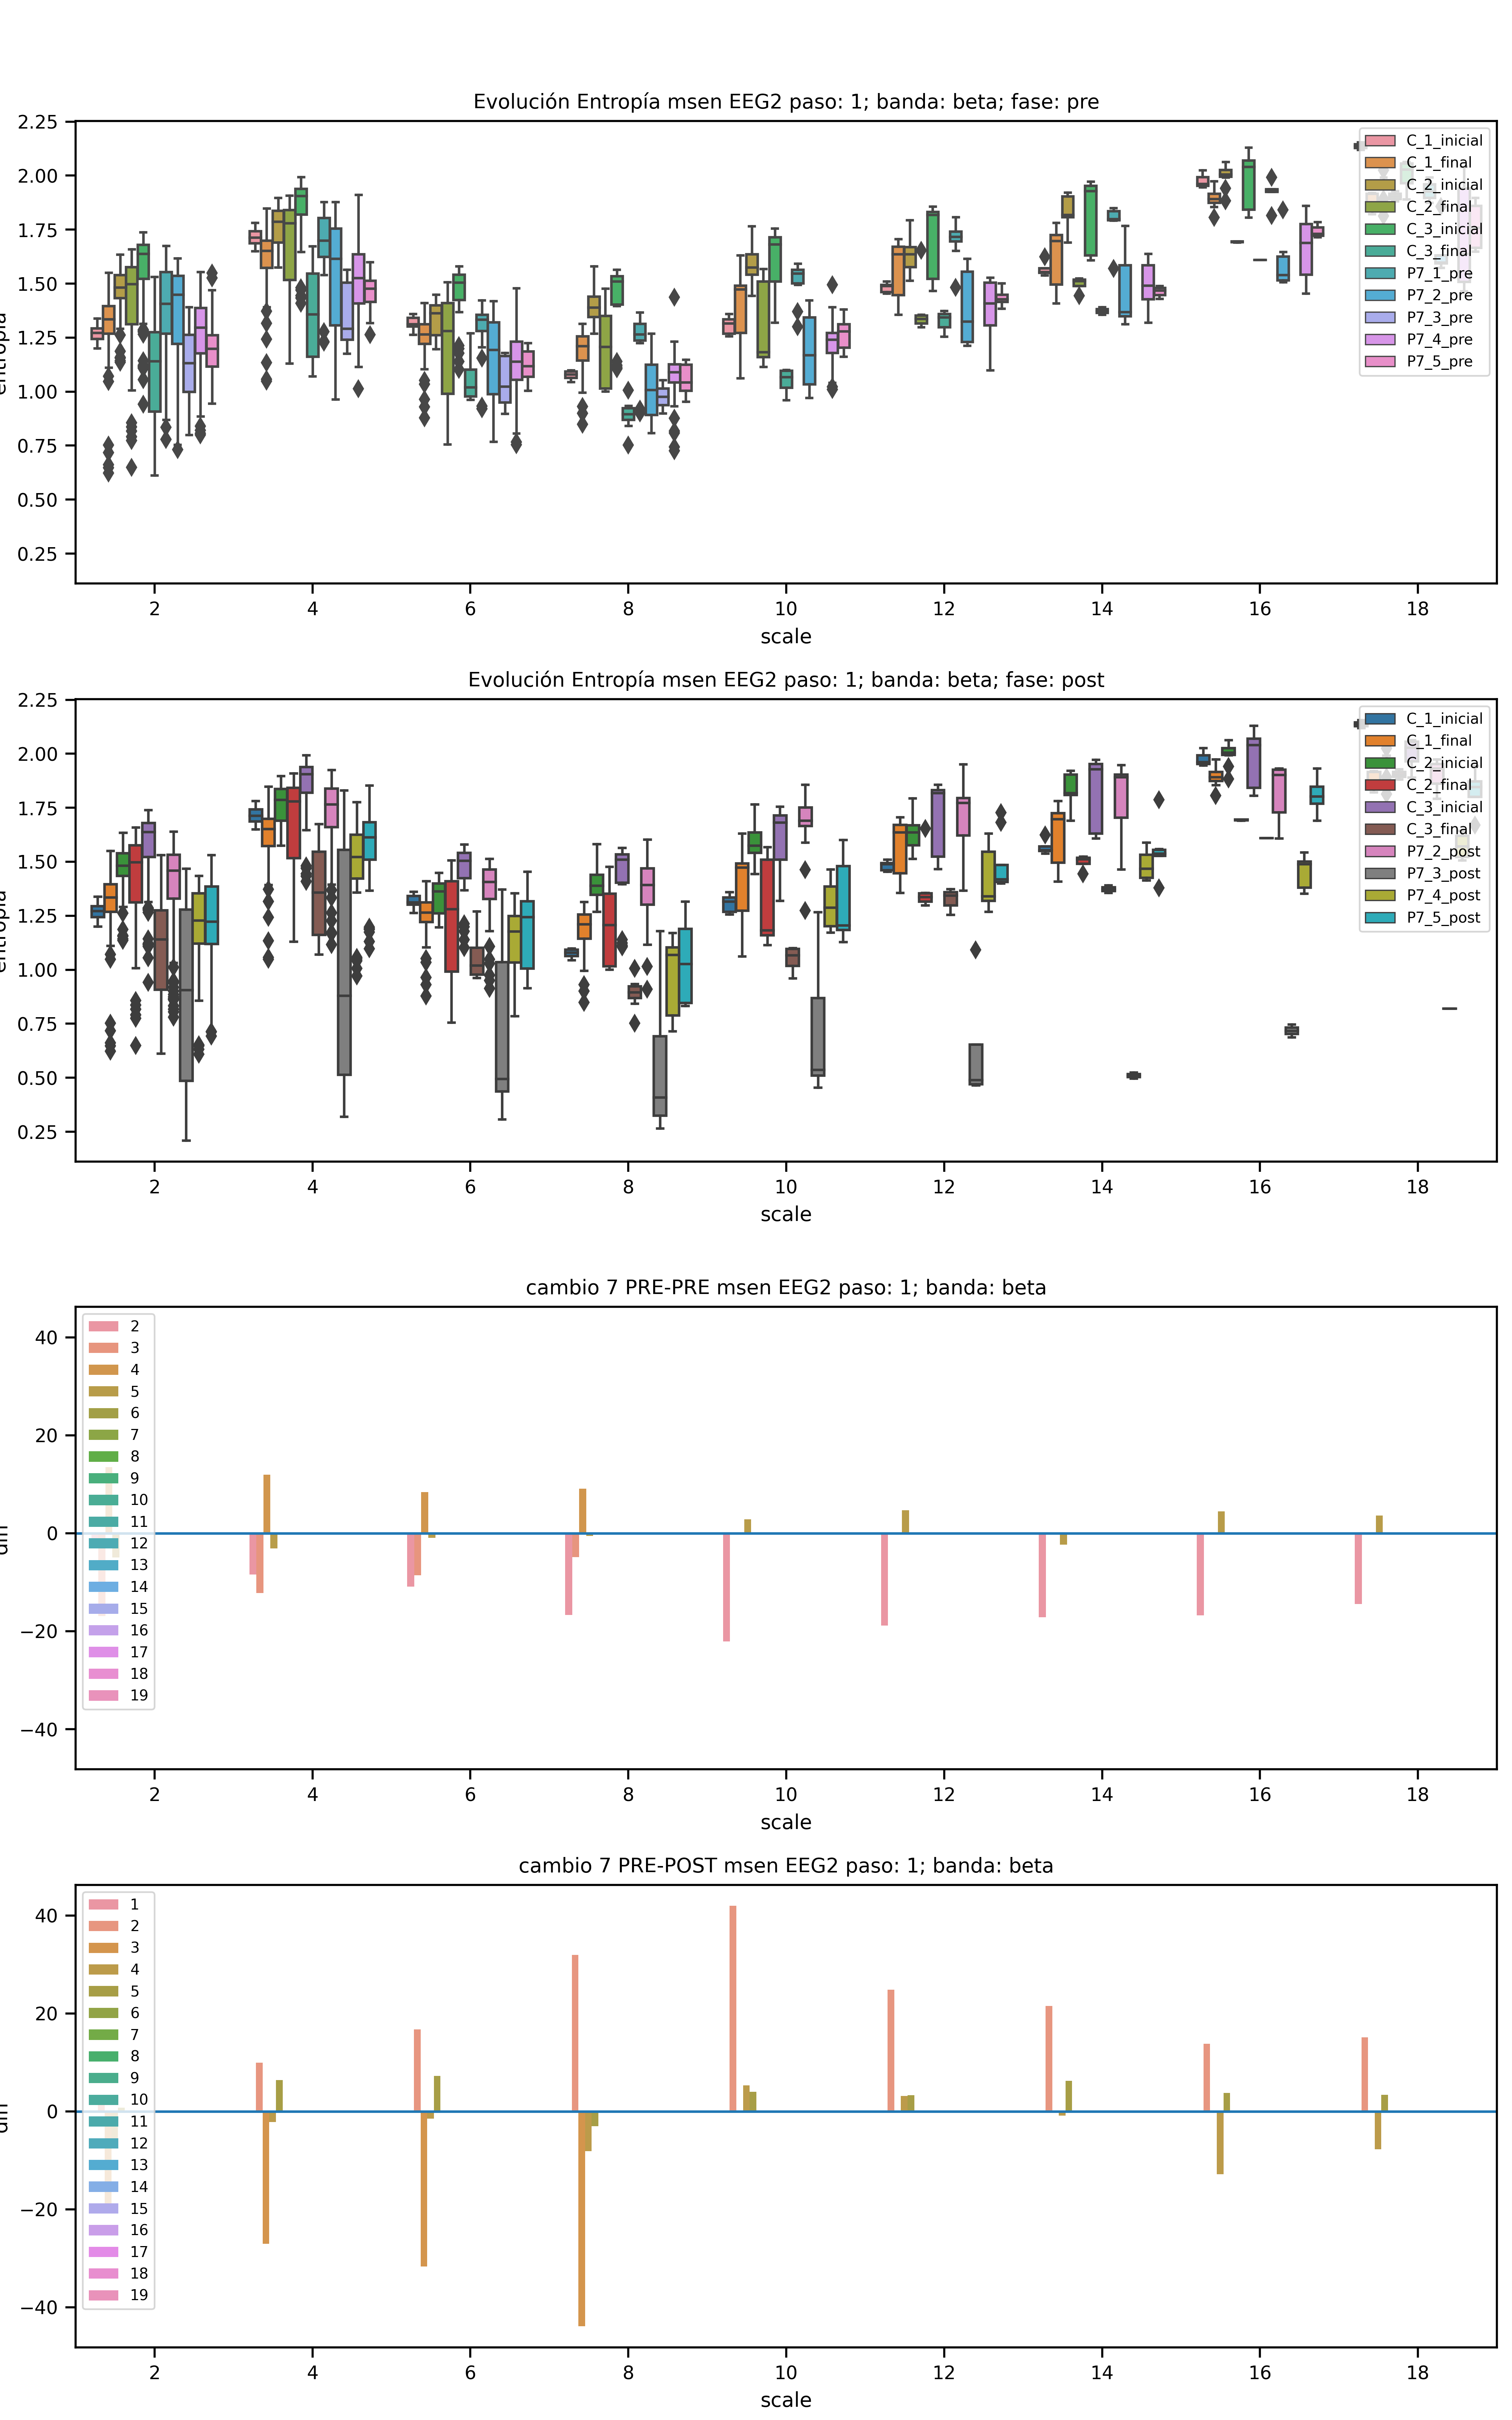 Evolución Entropía msen EEG2 paso: 1; banda: beta; fase: pre
2.25
2.00
1.75
1.50
1.25
1.00
0.75
0.50
0.25
C_1_inicial
C_1_final
C_2_inicial
C_2_final
C_3_inicial
C_3_final
P7_1_pre
P7_2_pre
P7_3_pre
P7_4_pre
P7_5_pre
2 4 6 8 10 12 14 16 18
scale
Evolución Entropía msen EEG2 paso: 1; banda: beta; fase: post
2.25
2.00
1.75
1.50
1.25
1.00
0.75
0.50
0.25
C_1_inicial
C_1_final
C_2_inicial
C_2_final
C_3_inicial
C_3_final
P7_2_post
P7_3_post
P7_4_post
P7_5_post
2 4 6 8 10 12 14 16 18
scale
cambio 7 PRE-PRE msen EEG2 paso: 1; banda: beta
40
20
0
−20
−40
2
3
4
5
6
7
8
9
10
11
12
13
14
15
16
17
18
19
2 4 6 8 10 12 14 16 18
scale
cambio 7 PRE-POST msen EEG2 paso: 1; banda: beta
40
20
0
−20
−40
1
2
3
4
5
6
7
8
9
10
11
12
13
14
15
16
17
18
19
2 4 6 8 10 12 14 16 18
scale